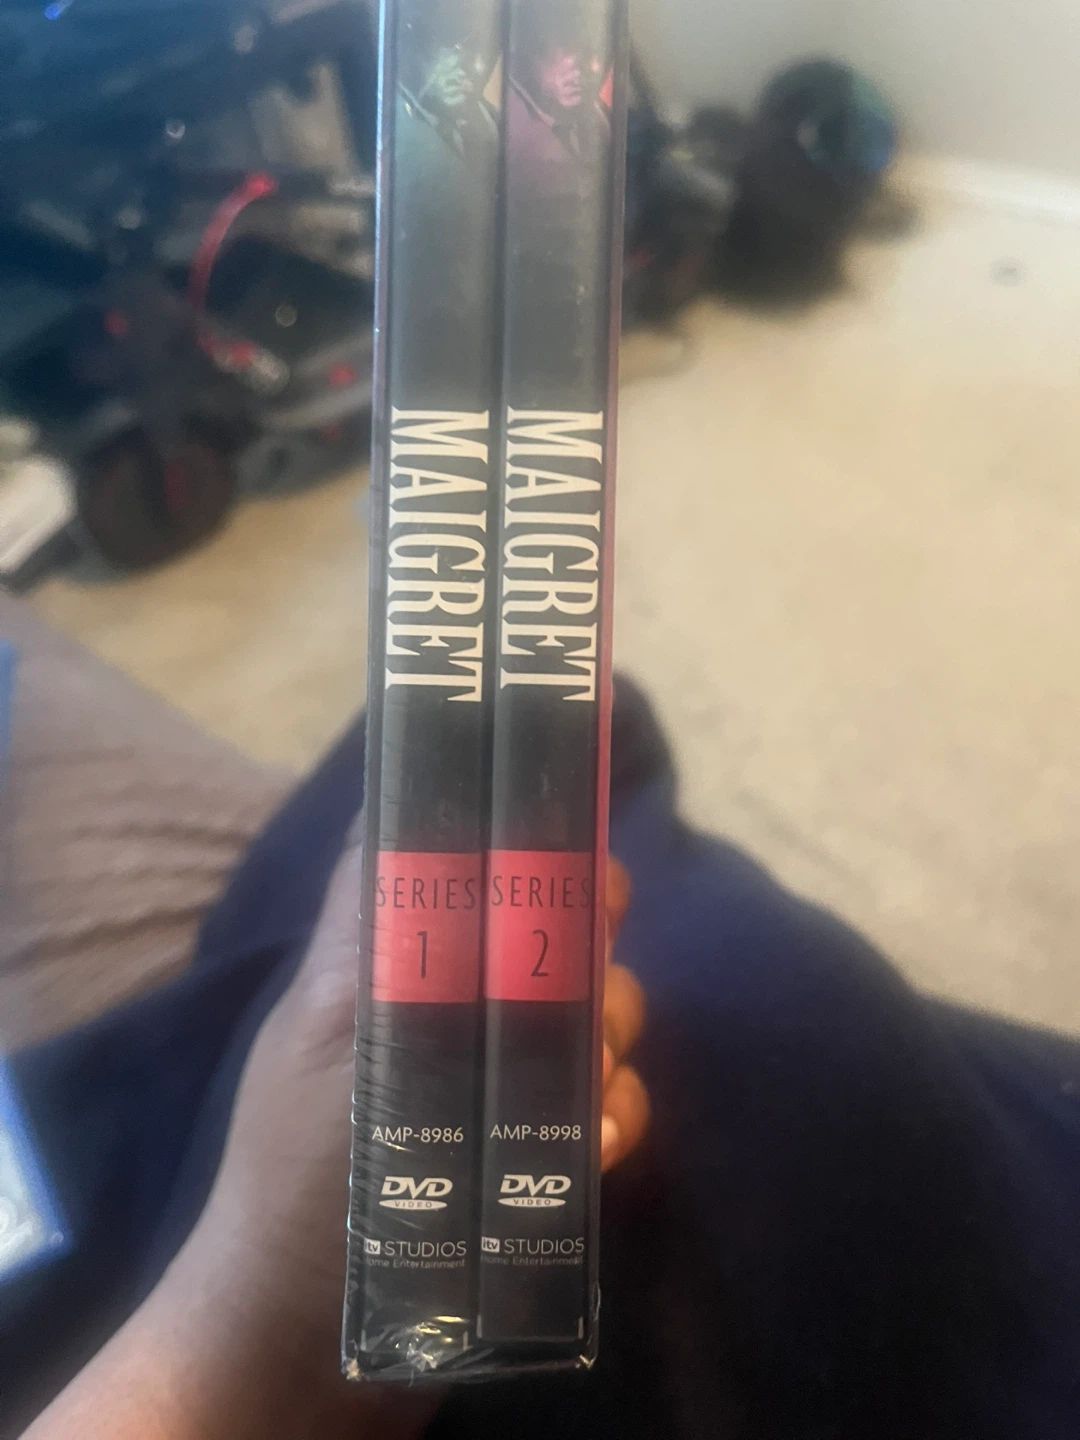 MAIGRET
SERIES
1
AMP-8986
DVD
VIDEO
itv STUDIOS
Home Entertainment
MAIGRET
SERIES
2
AMP-8998
DVD
VIDEO
itv STUDIOS
Home Entertainment